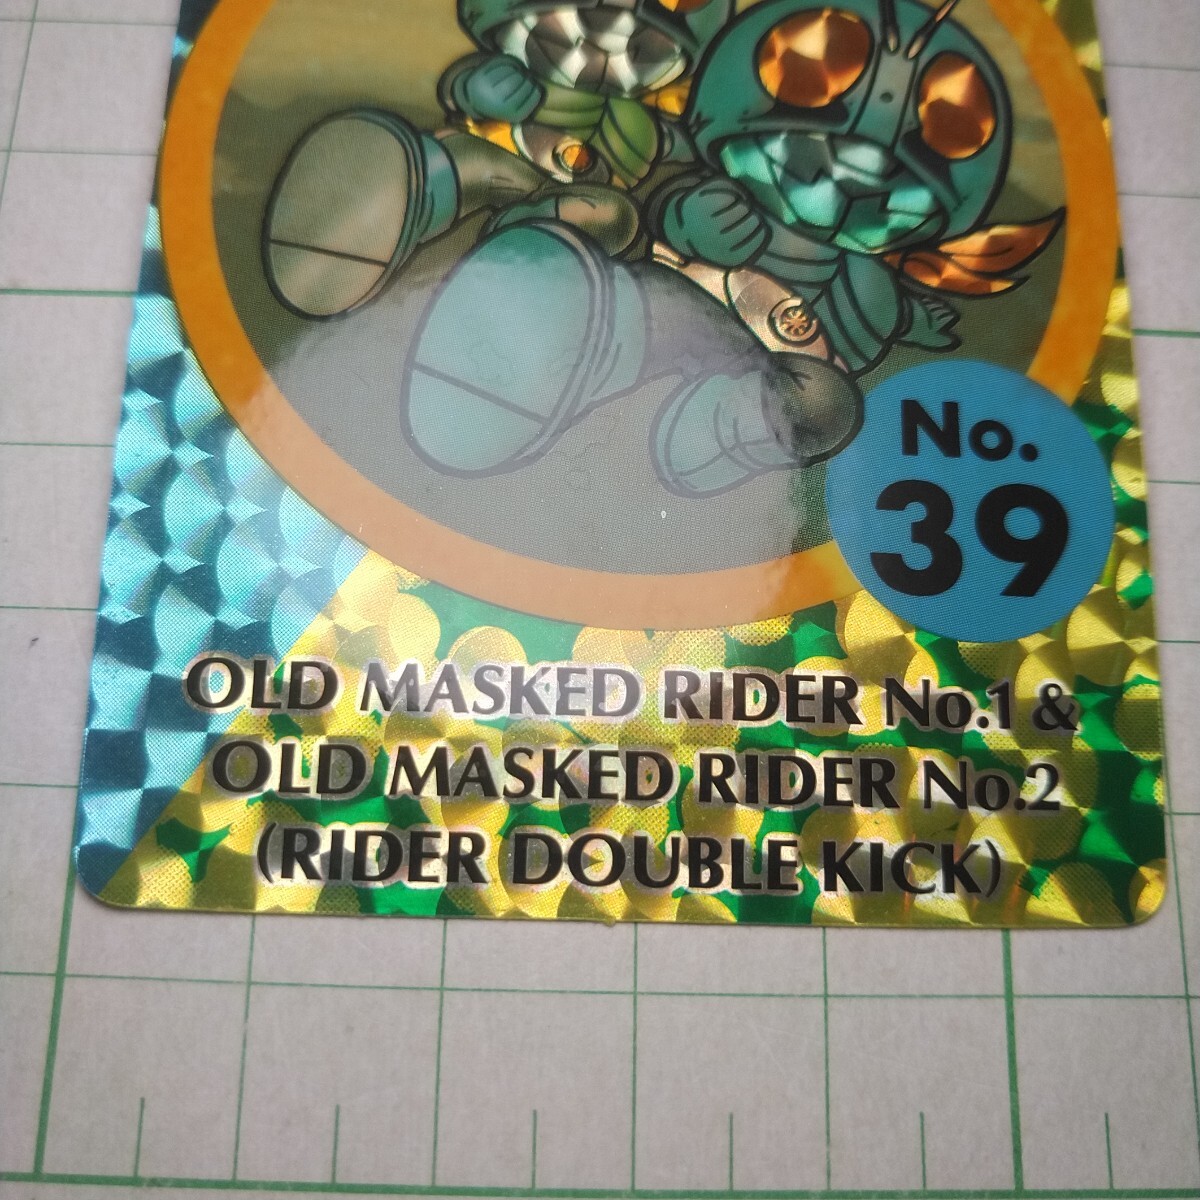 No.
39
OLD MASKED RIDER No.1 &
OLD MASKED RIDER No.2
(RIDER DOUBLE KICK)